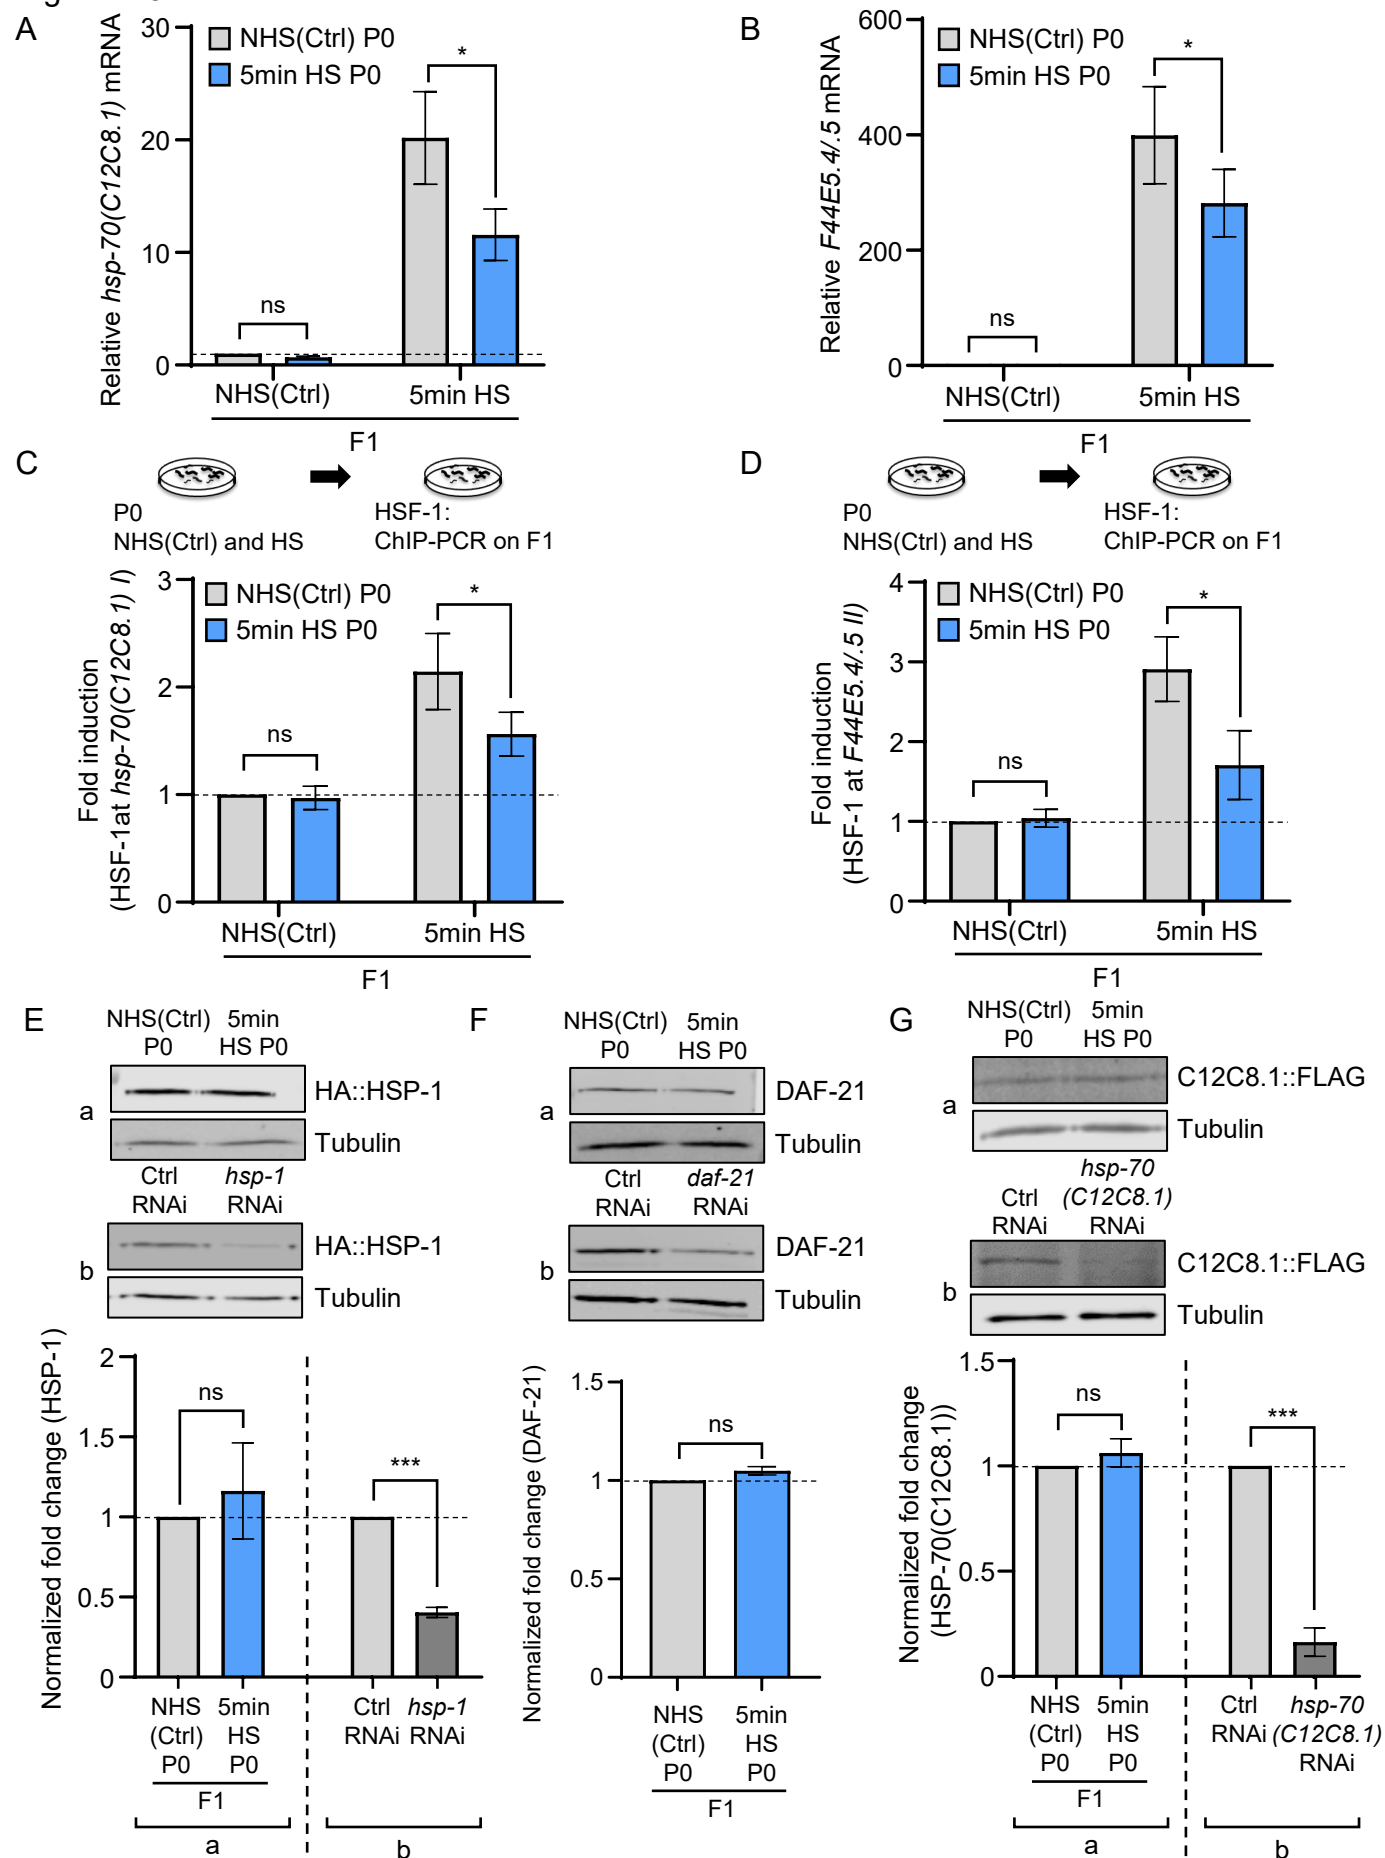 A
Relative hsp-70(C12C8.1) mRNA
30
20
10
0
NHS(Ctrl) P0
5min HS P0
*
ns
NHS(Ctrl)
5min HS
F1
B
Relative F44E5.4/.5 mRNA
600
400
200
0
NHS(Ctrl) P0
5min HS P0
*
ns
NHS(Ctrl)
5min HS
F1
C
P0
NHS(Ctrl) and HS
HSF-1:
ChIP-PCR on F1
Fold induction
(HSF-1at hsp-70(C12C8.1) I)
3
2
1
0
NHS(Ctrl) P0
5min HS P0
*
ns
NHS(Ctrl)
5min HS
F1
D
P0
NHS(Ctrl) and HS
HSF-1:
ChIP-PCR on F1
Fold induction
(HSF-1 at F44E5.4/.5 II)
4
3
2
1
0
NHS(Ctrl) P0
5min HS P0
*
ns
NHS(Ctrl)
5min HS
F1
E
NHS(Ctrl)
P0
5min
HS P0
a
HA::HSP-1
Tubulin
Ctrl
RNAi
hsp-1
RNAi
b
HA::HSP-1
Tubulin
Normalized fold change (HSP-1)
2
1.5
1
0.5
0
ns
***
NHS
(Ctrl)
P0
5min
HS
P0
F1
a
Ctrl
RNAi
hsp-1
RNAi
b
F
NHS(Ctrl)
P0
5min
HS P0
a
DAF-21
Tubulin
Ctrl
RNAi
daf-21
RNAi
b
DAF-21
Tubulin
Normalized fold change (DAF-21)
1.5
1
0.5
0
ns
NHS
(Ctrl)
P0
5min
HS
P0
F1
G
NHS(Ctrl)
P0
5min
HS P0
a
C12C8.1::FLAG
Tubulin
Ctrl
RNAi
hsp-70
(C12C8.1)
RNAi
b
C12C8.1::FLAG
Tubulin
Normalized fold change
(HSP-70(C12C8.1))
1.5
1
0.5
0
ns
***
NHS
(Ctrl)
P0
5min
HS
P0
F1
a
Ctrl
RNAi
hsp-70
(C12C8.1)
RNAi
b